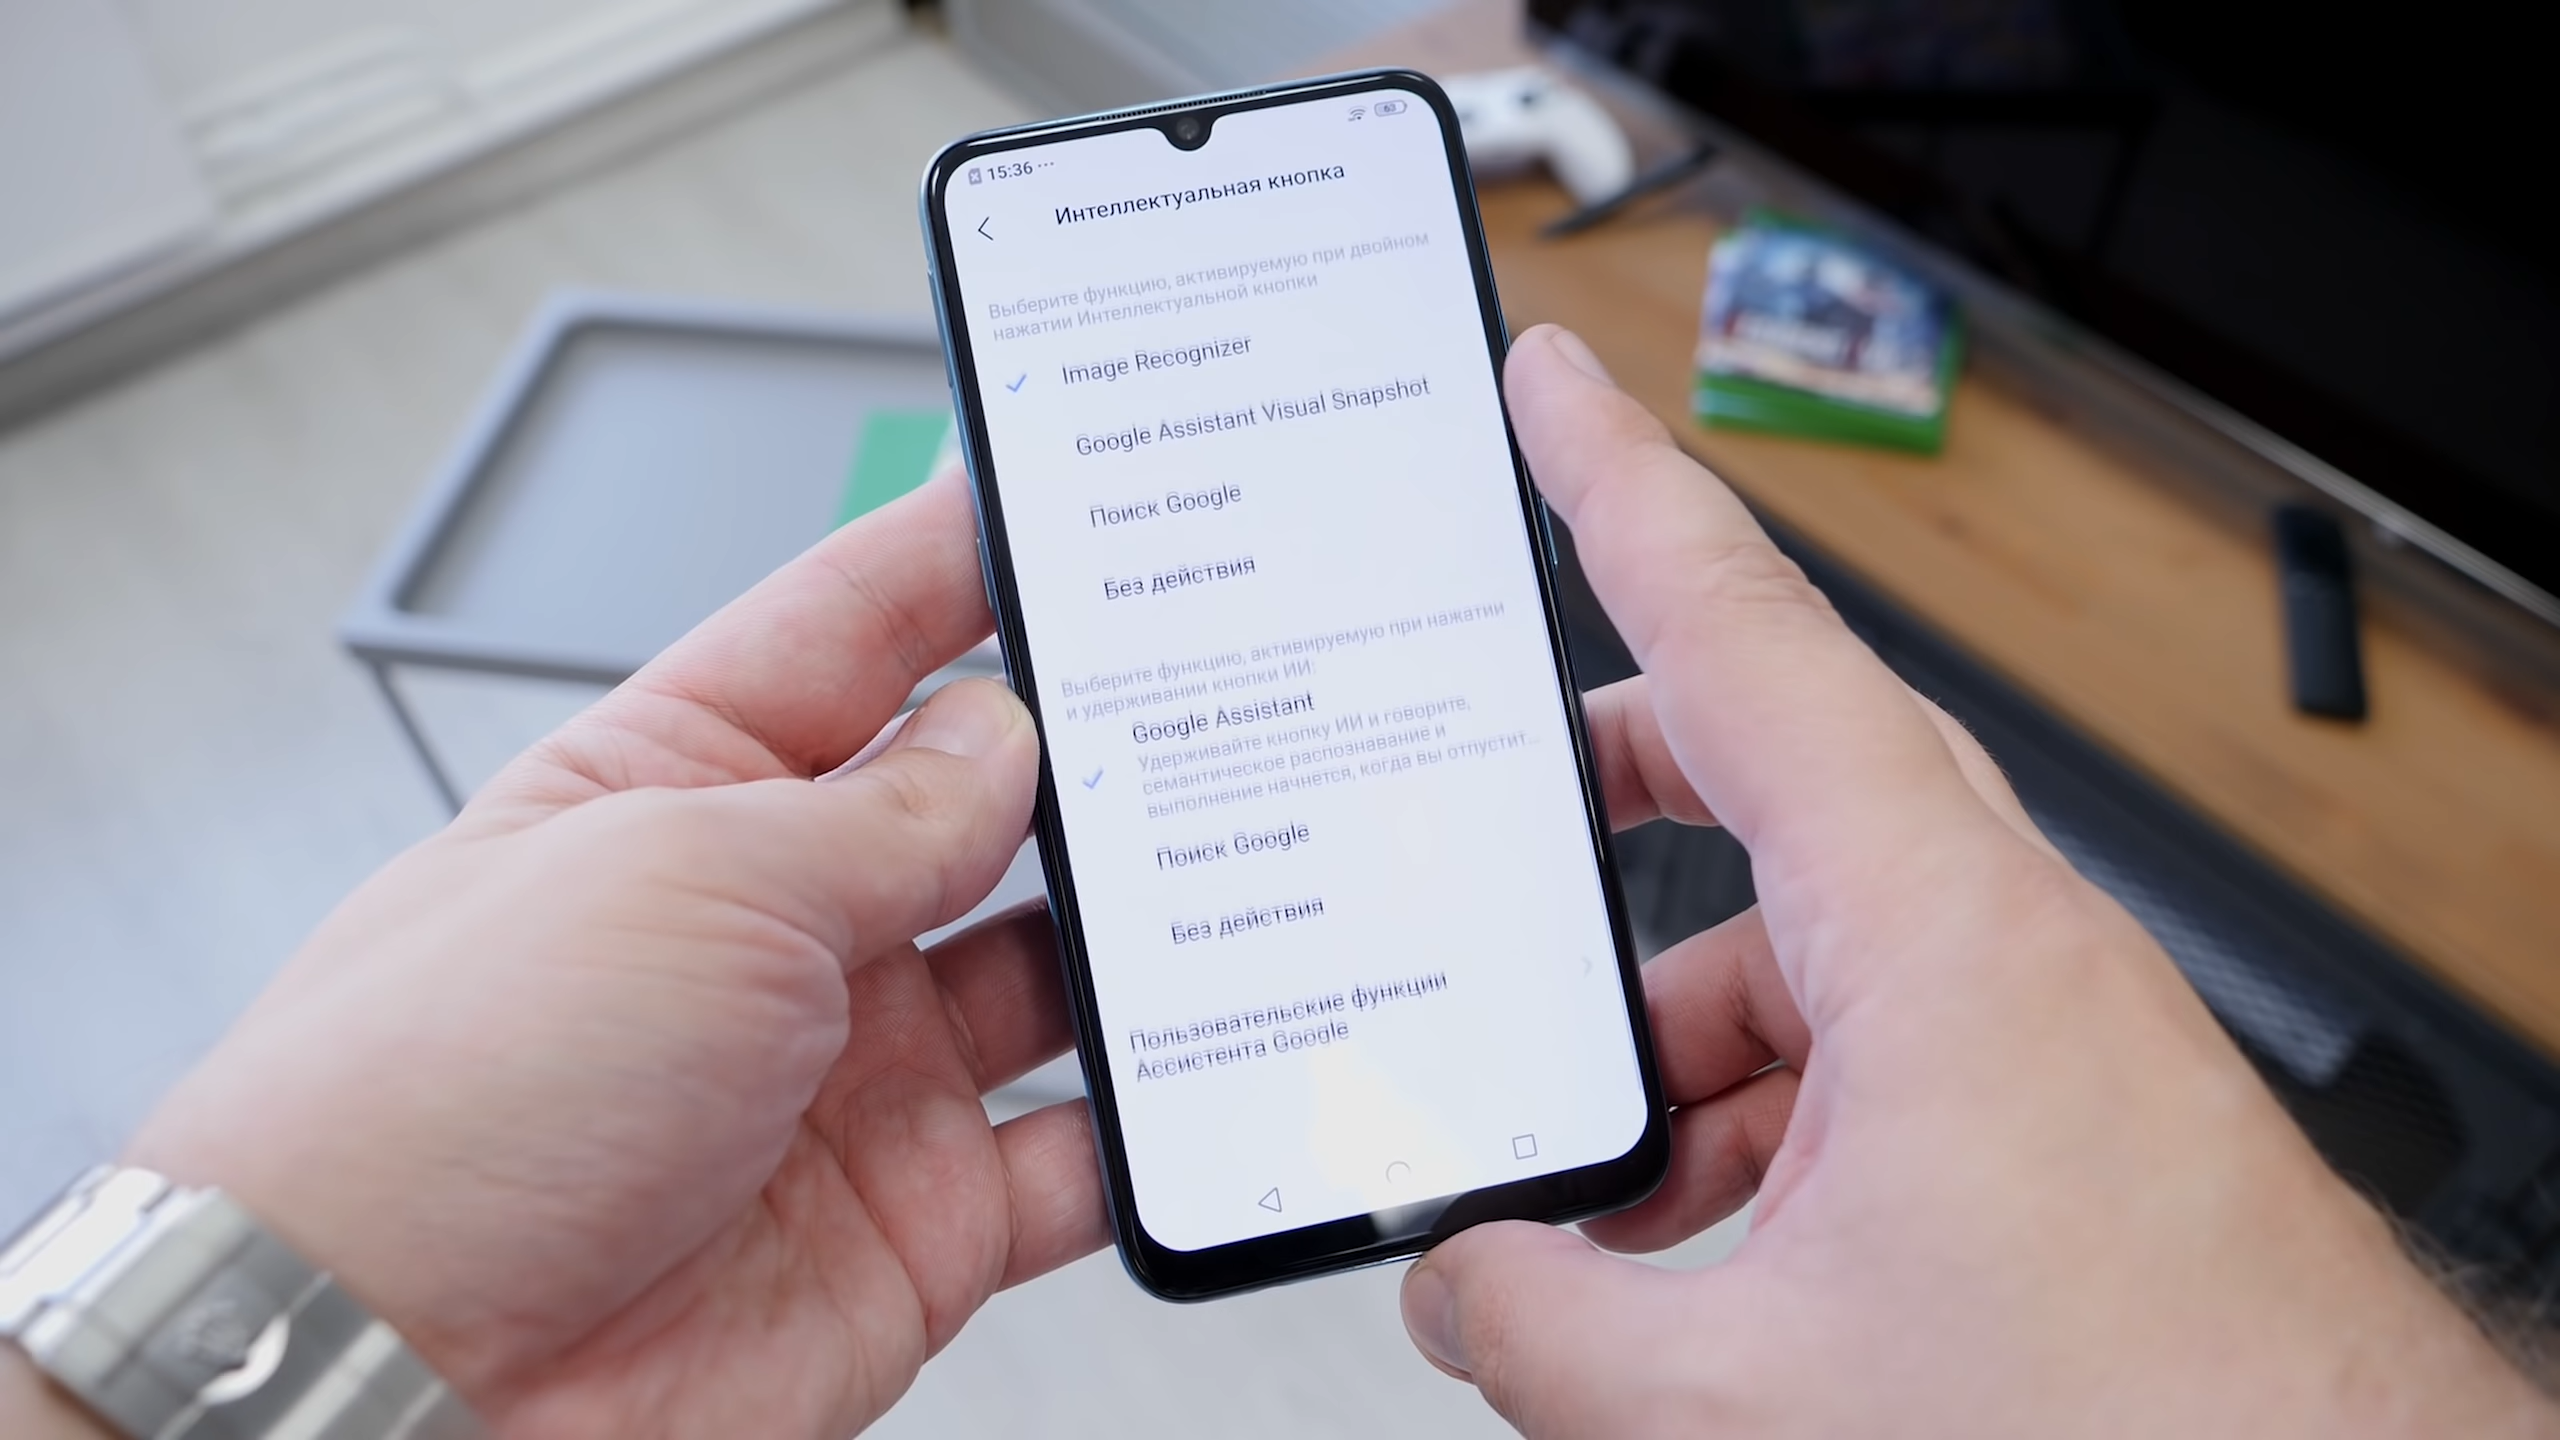 15:36 ...
63
Интеллектуальная кнопка
Выберите функцию, активируемую при двойном
нажатии Интеллектуальной кнопки
Image Recognizer
Google Assistant Visual Snapshot
Поиск Google
Без действия
Выберите функцию, активируемую при нажатии
и удерживании кнопки ИИ:
Google Assistant
Удерживайте кнопку ИИ и говорите,
семантическое распознавание и
выполнение начнется, когда вы отпустит...
Поиск Google
Без действия
Пользовательские функции
Ассистента Google